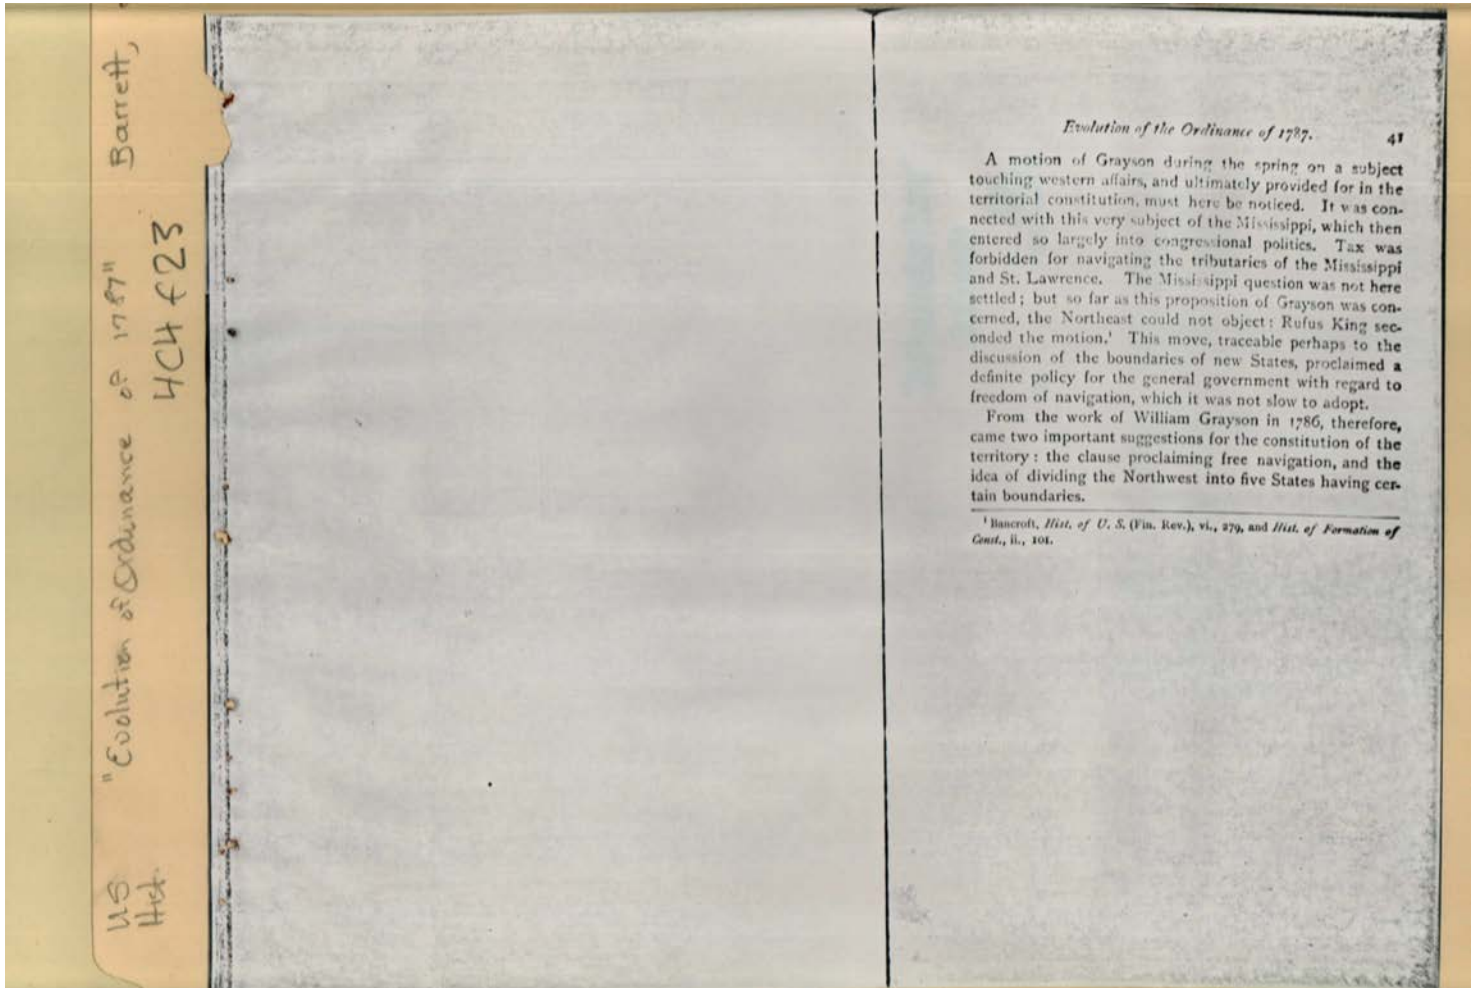 US "Evolution of Ordinance of 1787" Barrett,
Hist. 4CH f23
Evolution of the Ordinance of 1787. 41
A motion of Grayson during the spring on a subject
touching western affairs, and ultimately provided for in the
territorial constitution, must here be noticed. It was con-
nected with this very subject of the Mississippi, which then
entered so largely into congressional politics. Tax was
forbidden for navigating the tributaries of the Mississippi
and St. Lawrence. The Mississippi question was not here
settled; but so far as this proposition of Grayson was con-
cerned, the Northeast could not object: Rufus King sec-
onded the motion.¹ This move, traceable perhaps to the
discussion of the boundaries of new States, proclaimed a
definite policy for the general government with regard to
freedom of navigation, which it was not slow to adopt.
From the work of William Grayson in 1786, therefore,
came two important suggestions for the constitution of the
territory: the clause proclaiming free navigation, and the
idea of dividing the Northwest into five States having cer-
tain boundaries.
¹ Bancroft, Hist. of U. S. (Fin. Rev.), vi., 279, and Hist. of Formation of
Const., ii., 101.